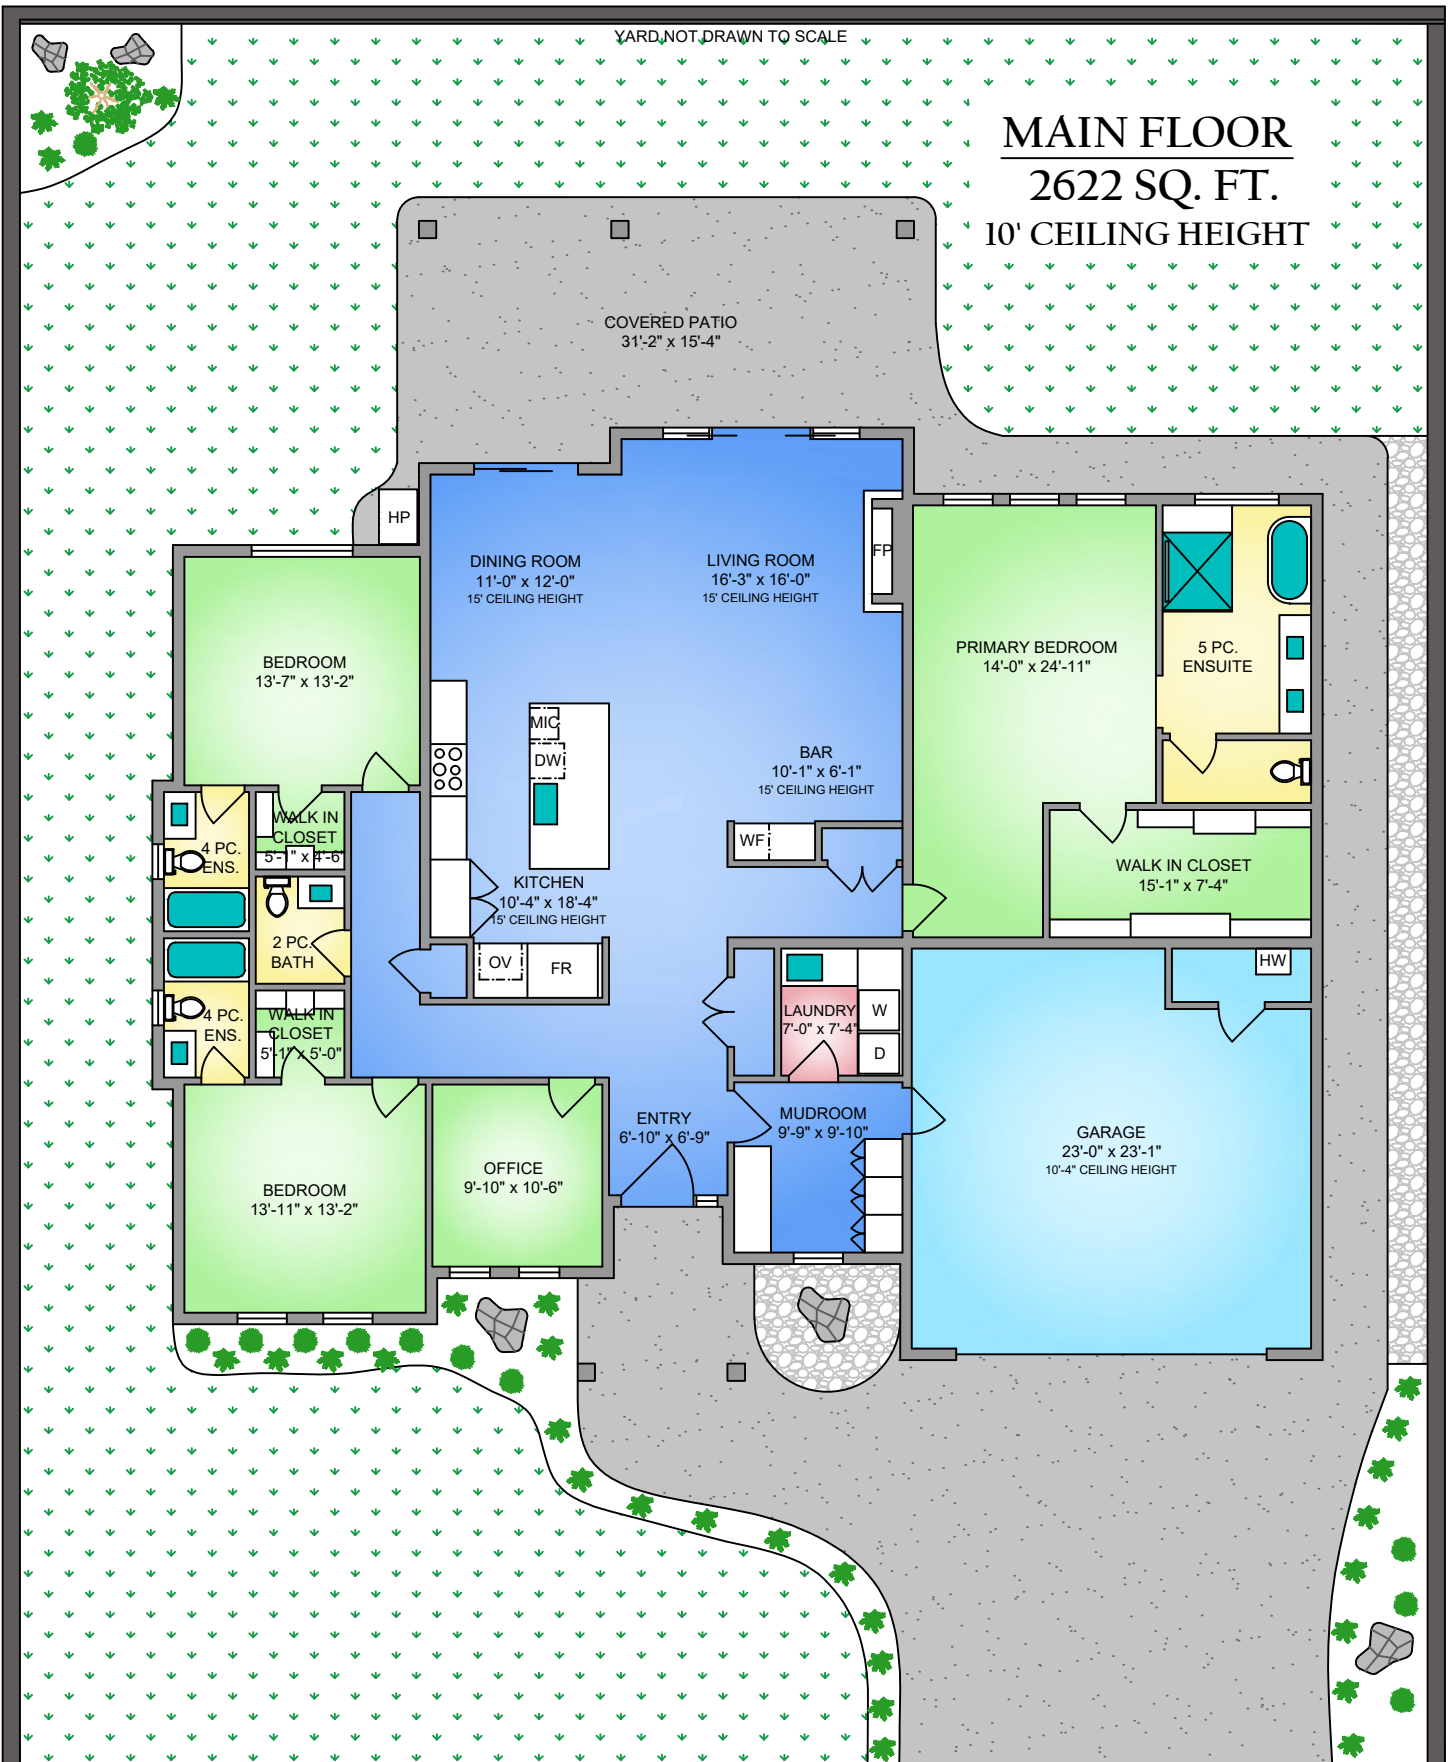 YARD NOT DRAWN TO SCALE
MAIN FLOOR
2622 SQ. FT.
10' CEILING HEIGHT
COVERED PATIO
31'-2" x 15'-4"
HP
DINING ROOM
11'-0" x 12'-0"
15' CEILING HEIGHT
LIVING ROOM
16'-3" x 16'-0"
15' CEILING HEIGHT
FP
BEDROOM
13'-7" x 13'-2"
PRIMARY BEDROOM
14'-0" x 24'-11"
5 PC.
ENSUITE
MIC
DW
BAR
10'-1" x 6'-1"
15' CEILING HEIGHT
WF
WALK IN
CLOSET
5'-1" x 4'-6"
4 PC.
ENS.
KITCHEN
10'-4" x 18'-4"
15' CEILING HEIGHT
WALK IN CLOSET
15'-1" x 7'-4"
2 PC.
BATH
OV
FR
HW
4 PC.
ENS.
WALK IN
CLOSET
5'-1" x 5'-0"
LAUNDRY
7'-0" x 7'-4"
W
D
ENTRY
6'-10" x 6'-9"
MUDROOM
9'-9" x 9'-10"
GARAGE
23'-0" x 23'-1"
10'-4" CEILING HEIGHT
OFFICE
9'-10" x 10'-6"
BEDROOM
13'-11" x 13'-2"